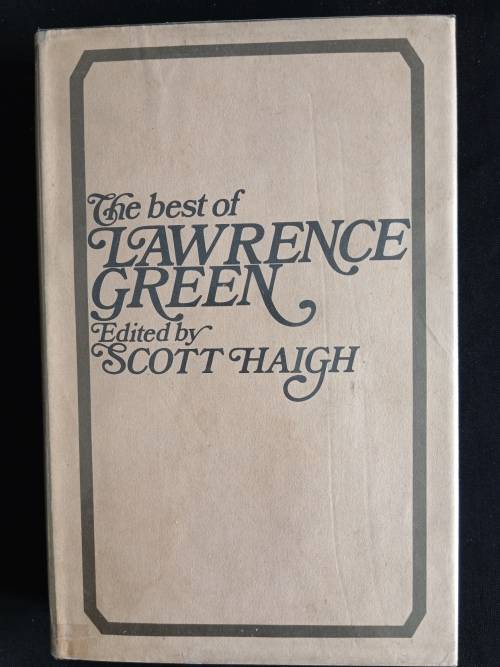 The best of
LAWRENCE
GREEN
Edited by
SCOTT HAIGH